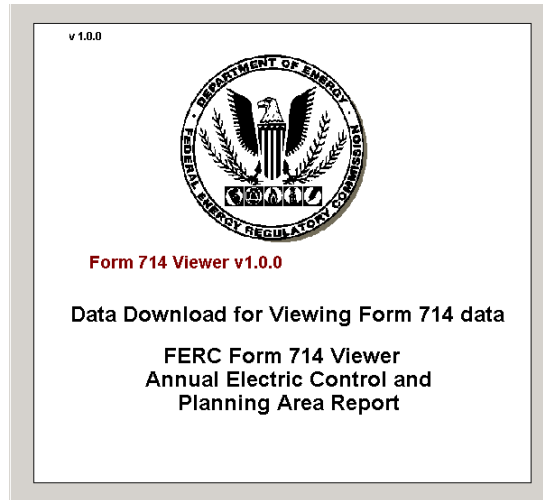 v 1.0.0
DEPARTMENT OF ENERGY
FEDERAL ENERGY REGULATORY COMMISSION
Form 714 Viewer v1.0.0
Data Download for Viewing Form 714 data
FERC Form 714 Viewer
Annual Electric Control and
Planning Area Report